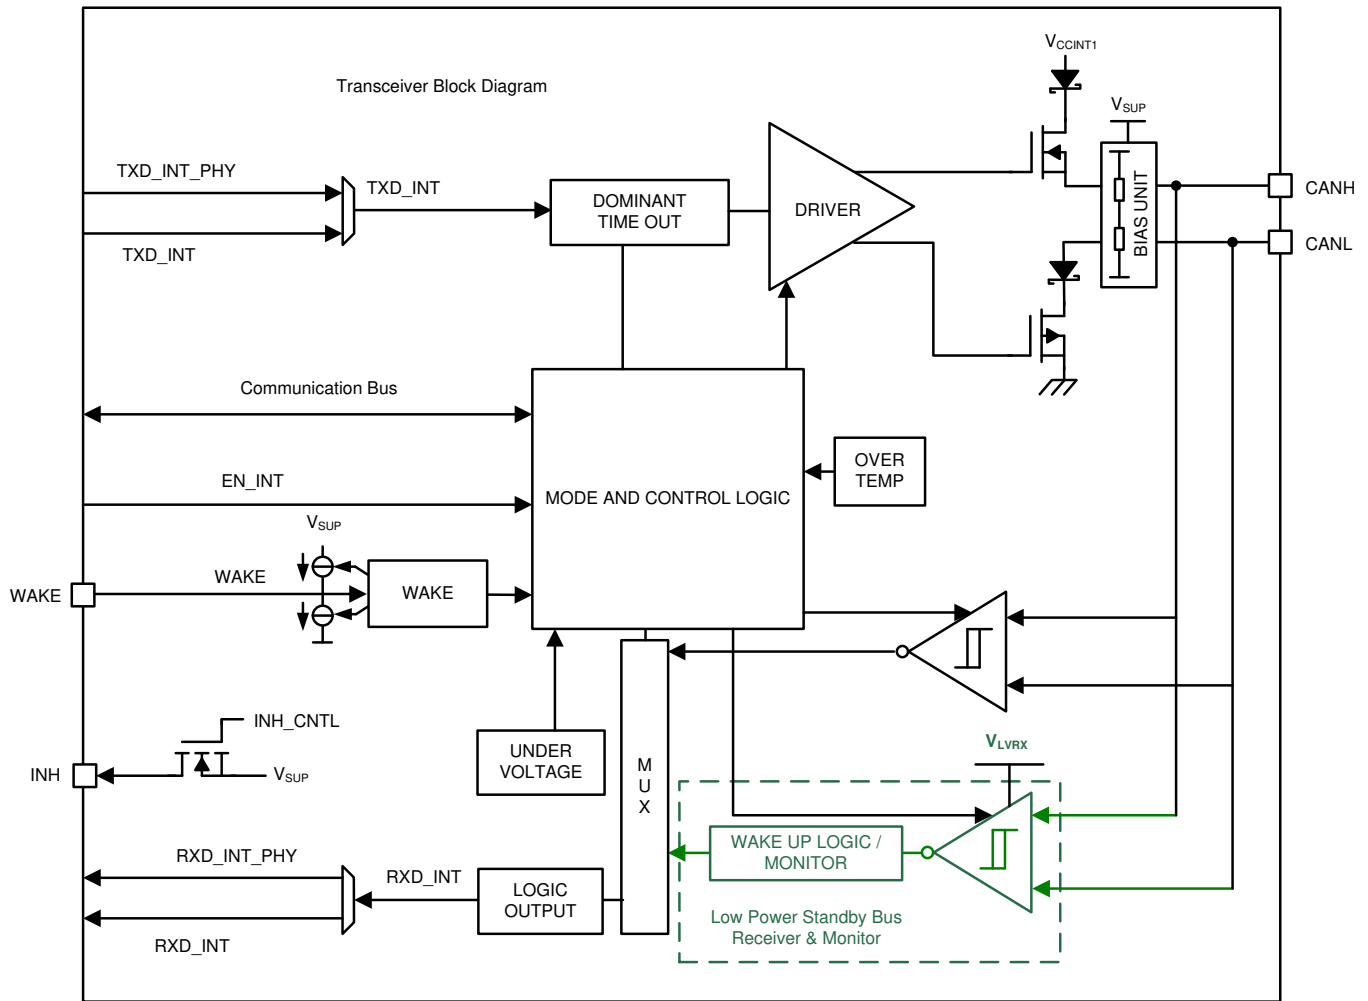 Transceiver Block Diagram
VCCINT1
VSUP
TXD_INT_PHY
TXD_INT
TXD_INT
DOMINANT
TIME OUT
DRIVER
BIAS UNIT
CANH
CANL
Communication Bus
EN_INT
MODE AND CONTROL LOGIC
OVER
TEMP
VSUP
WAKE
WAKE
WAKE
INH_CNTL
INH
VSUP
UNDER
VOLTAGE
M
U
X
VLVRX
WAKE UP LOGIC /
MONITOR
Low Power Standby Bus
Receiver & Monitor
RXD_INT_PHY
RXD_INT
RXD_INT
LOGIC
OUTPUT